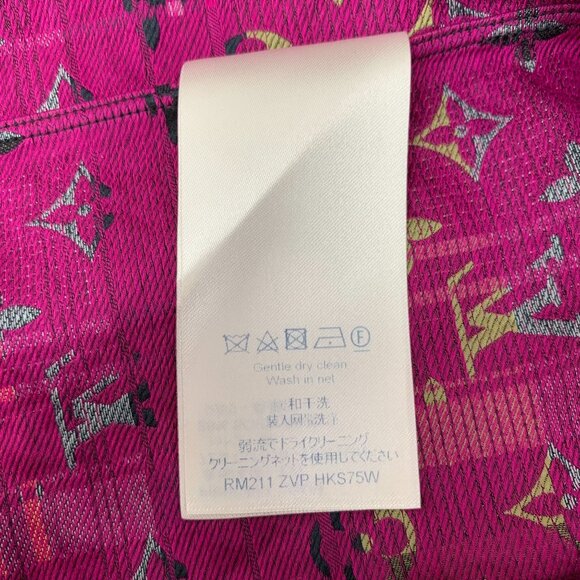 Gentle dry clean
Wash in net
和干洗
装入网袋洗干
弱流でドライクリーニング
クリーニングネットを使用してください
RM211 ZVP HKS75W